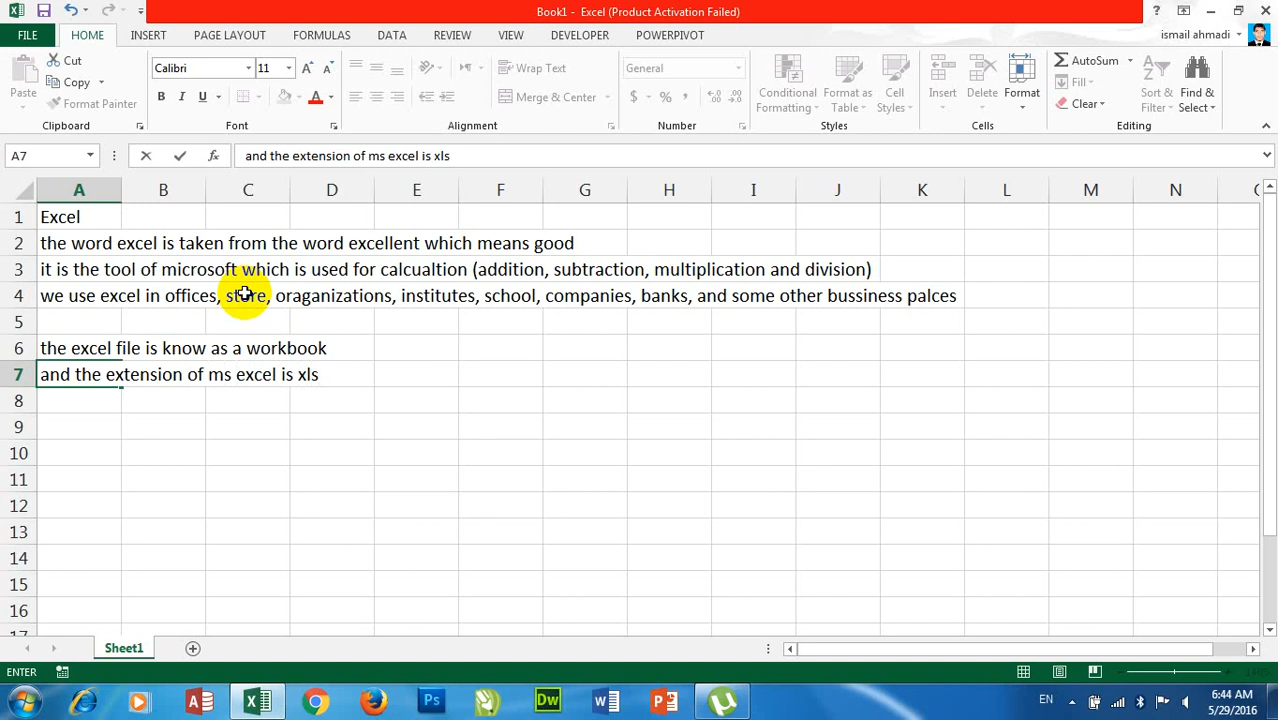 Book1 - Excel (Product Activation Failed)
FILE HOME INSERT PAGE LAYOUT FORMULAS DATA REVIEW VIEW DEVELOPER POWERPIVOT ismail ahmadi
Cut
Copy
Format Painter
Paste
Clipboard
Calibri 11
B I U A
Font
Wrap Text
Merge & Center
Alignment
General
$ % ,
Number
Conditional Formatting
Format as Table
Cell Styles
Styles
Insert Delete Format
Cells
AutoSum
Fill
Clear
Sort & Filter
Find & Select
Editing
A7 fx and the extension of ms excel is xls
A B C D E F G H I J K L M N
1 Excel
2 the word excel is taken from the word excellent which means good
3 it is the tool of microsoft which is used for calcualtion (addition, subtraction, multiplication and division)
4 we use excel in offices, store, oraganizations, institutes, school, companies, banks, and some other bussiness palces
5
6 the excel file is know as a workbook
7 and the extension of ms excel is xls
8
9
10
11
12
13
14
15
16
17
Sheet1
ENTER
Ps Dw
EN 6:44 AM
5/29/2016